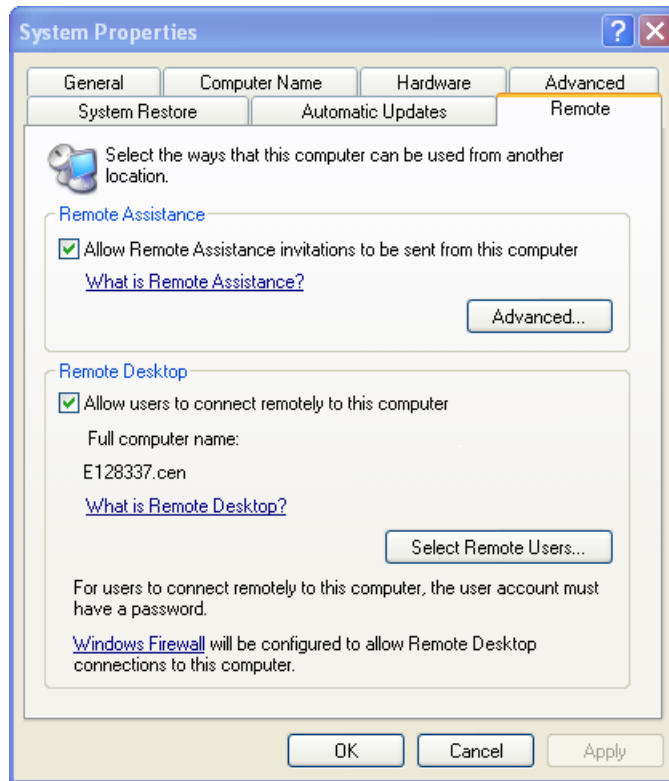 System Properties
General
Computer Name
Hardware
Advanced
System Restore
Automatic Updates
Remote
Select the ways that this computer can be used from another
location.
Remote Assistance
Allow Remote Assistance invitations to be sent from this computer
What is Remote Assistance?
Advanced...
Remote Desktop
Allow users to connect remotely to this computer
Full computer name:
E128337.cen
What is Remote Desktop?
Select Remote Users...
For users to connect remotely to this computer, the user account must
have a password.
Windows Firewall will be configured to allow Remote Desktop
connections to this computer.
OK
Cancel
Apply